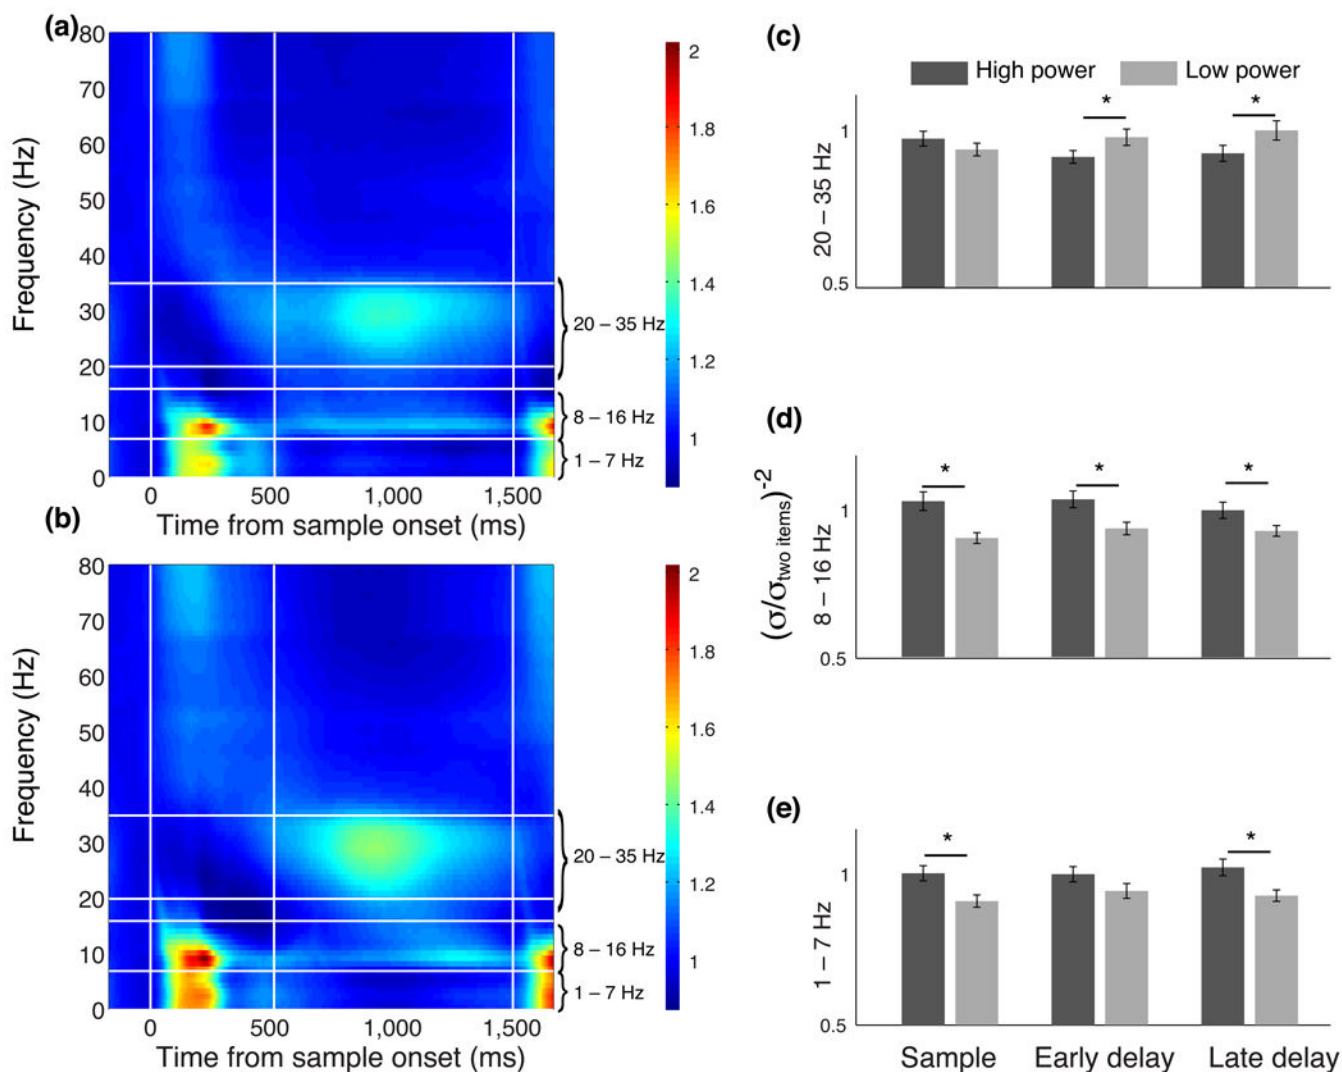 (a)
80
70
60
50
40
30
20
10
0
Frequency (Hz)
0 500 1,000 1,500
Time from sample onset (ms)
20 – 35 Hz
8 – 16 Hz
1 – 7 Hz
2
1.8
1.6
1.4
1.2
1
(b)
80
70
60
50
40
30
20
10
0
Frequency (Hz)
0 500 1,000 1,500
Time from sample onset (ms)
20 – 35 Hz
8 – 16 Hz
1 – 7 Hz
2
1.8
1.6
1.4
1.2
1
(c)
High power Low power
* *
1
0.5
20 – 35 Hz
(d)
* * *
1
0.5
(σ/σtwo items)-2
8 – 16 Hz
(e)
* *
1
0.5
1 – 7 Hz
Sample Early delay Late delay